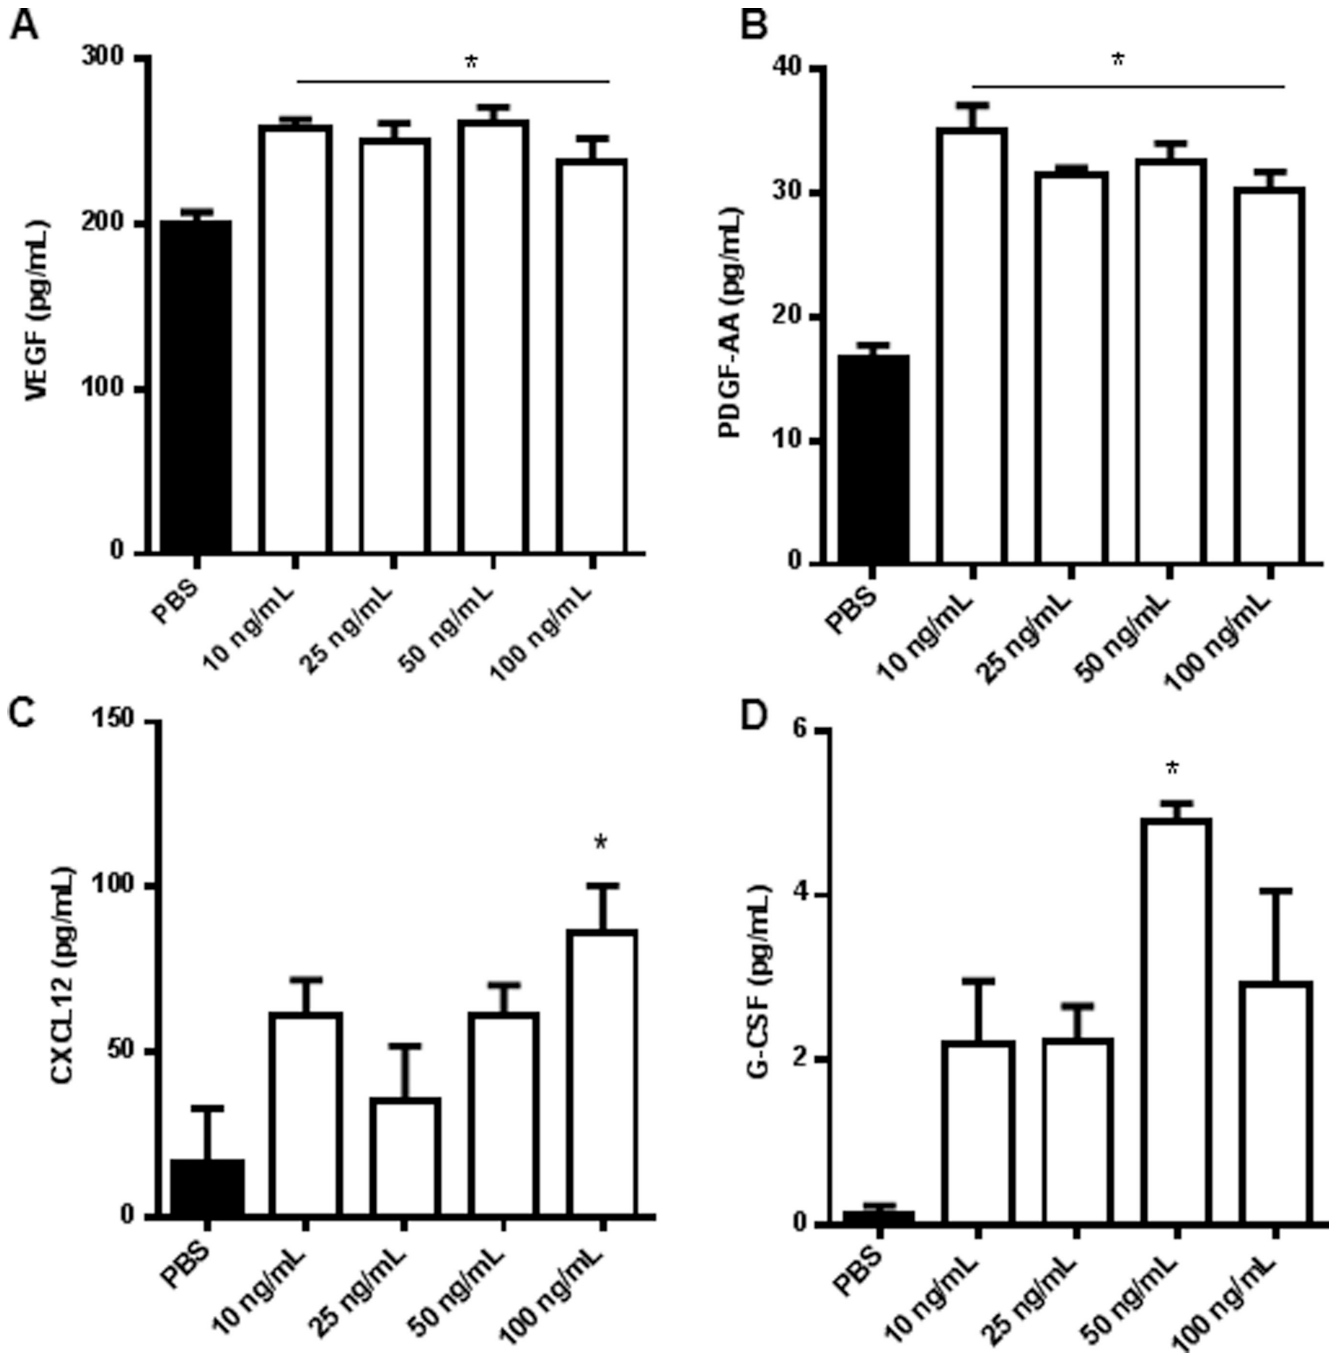 A
VEGF (pg/mL)
300
200
100
0
*
PBS
10 ng/mL
25 ng/mL
50 ng/mL
100 ng/mL
B
PDGF-AA (pg/mL)
40
30
20
10
0
*
PBS
10 ng/mL
25 ng/mL
50 ng/mL
100 ng/mL
C
CXCL12 (pg/mL)
150
100
50
0
*
PBS
10 ng/mL
25 ng/mL
50 ng/mL
100 ng/mL
D
G-CSF (pg/mL)
6
4
2
0
*
PBS
10 ng/mL
25 ng/mL
50 ng/mL
100 ng/mL